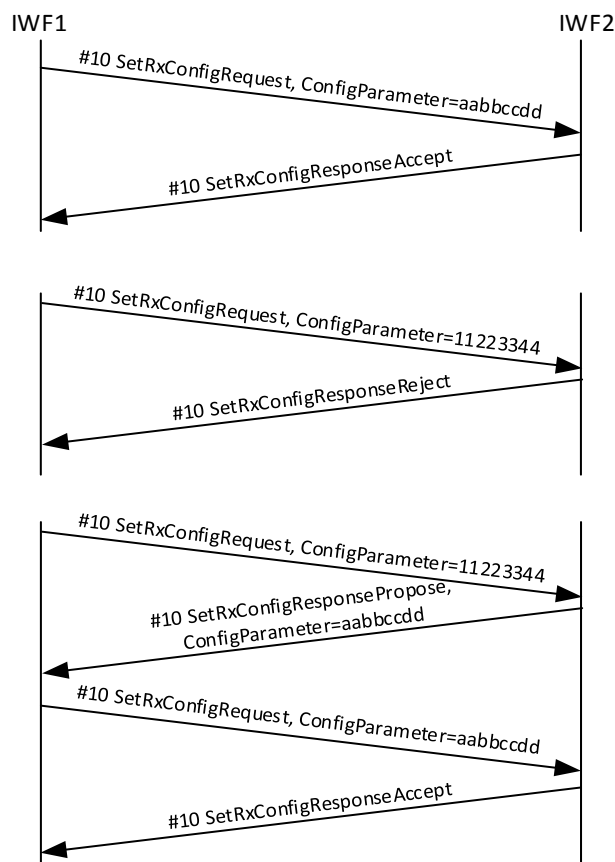 IWF1
IWF2
#10 SetRxConfigRequest, ConfigParameter=aabbccdd
#10 SetRxConfigResponseAccept
#10 SetRxConfigRequest, ConfigParameter=11223344
#10 SetRxConfigResponseReject
#10 SetRxConfigRequest, ConfigParameter=11223344
#10 SetRxConfigResponsePropose,
ConfigParameter=aabbccdd
#10 SetRxConfigRequest, ConfigParameter=aabbccdd
#10 SetRxConfigResponseAccept